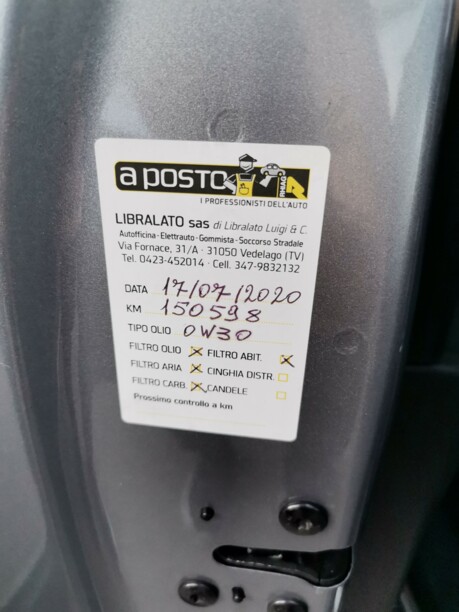 a posto
RHIAG
I PROFESSIONISTI DELL'AUTO
LIBRALATO sas di Libralato Luigi & C.
Autofficina - Elettrauto - Gommista - Soccorso Stradale
Via Fornace, 31/A - 31050 Vedelago (TV)
Tel. 0423-452014 - Cell. 347-9832132
DATA 17/07/2020
KM 150598
TIPO OLIO 0W30
FILTRO OLIO FILTRO ABIT.
FILTRO ARIA CINGHIA DISTR.
FILTRO CARB. CANDELE
Prossimo controllo a km